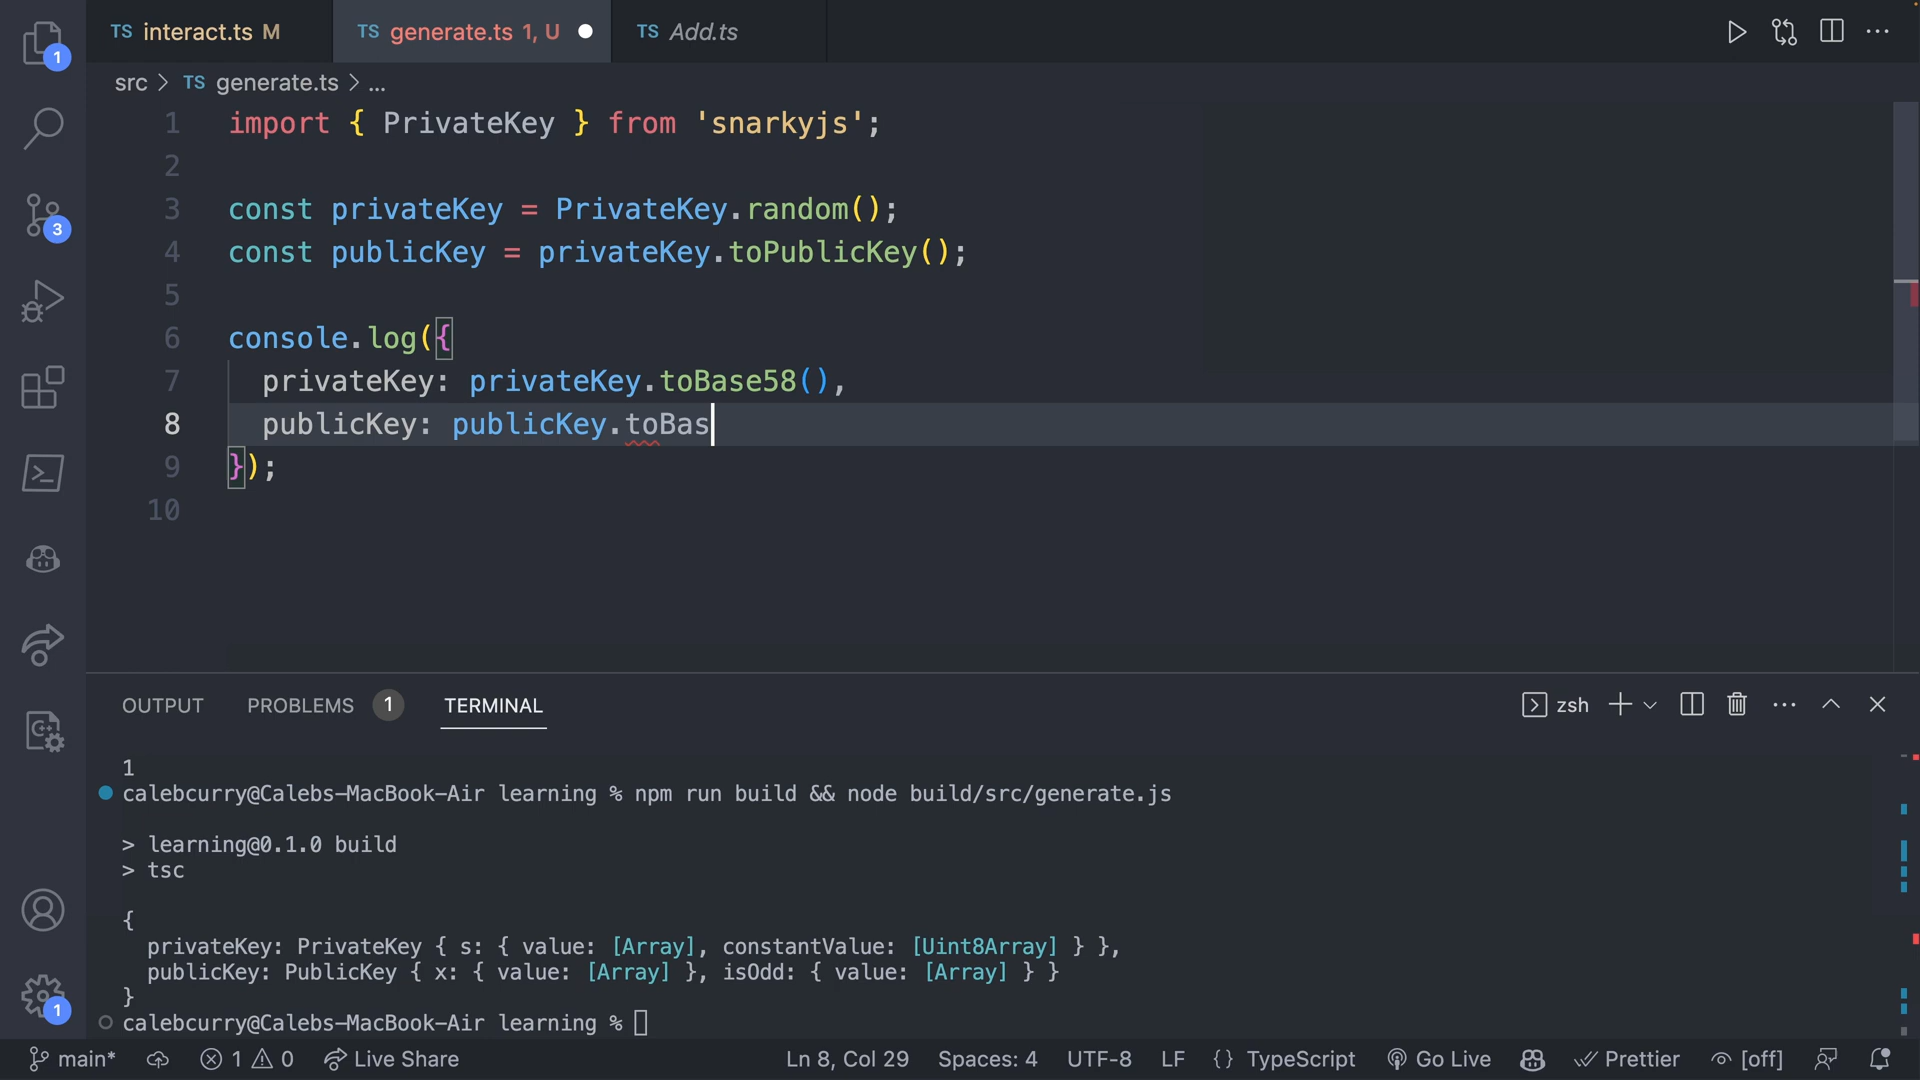 1
TS interact.ts M
TS generate.ts 1, U
TS Add.ts
src > TS generate.ts > ...
1 import { PrivateKey } from 'snarkyjs';
2
3 const privateKey = PrivateKey.random();
3
4 const publicKey = privateKey.toPublicKey();
5
6 console.log({
7 privateKey: privateKey.toBase58(),
8 publicKey: publicKey.toBas
9 });
10
OUTPUT PROBLEMS 1 TERMINAL
zsh
1
calebcurry@Calebs-MacBook-Air learning % npm run build && node build/src/generate.js
> learning@0.1.0 build
> tsc
{
privateKey: PrivateKey { s: { value: [Array], constantValue: [Uint8Array] } },
publicKey: PublicKey { x: { value: [Array] }, isOdd: { value: [Array] } }
}
calebcurry@Calebs-MacBook-Air learning %
1
main* 1 0 Live Share Ln 8, Col 29 Spaces: 4 UTF-8 LF {} TypeScript Go Live Prettier [off]